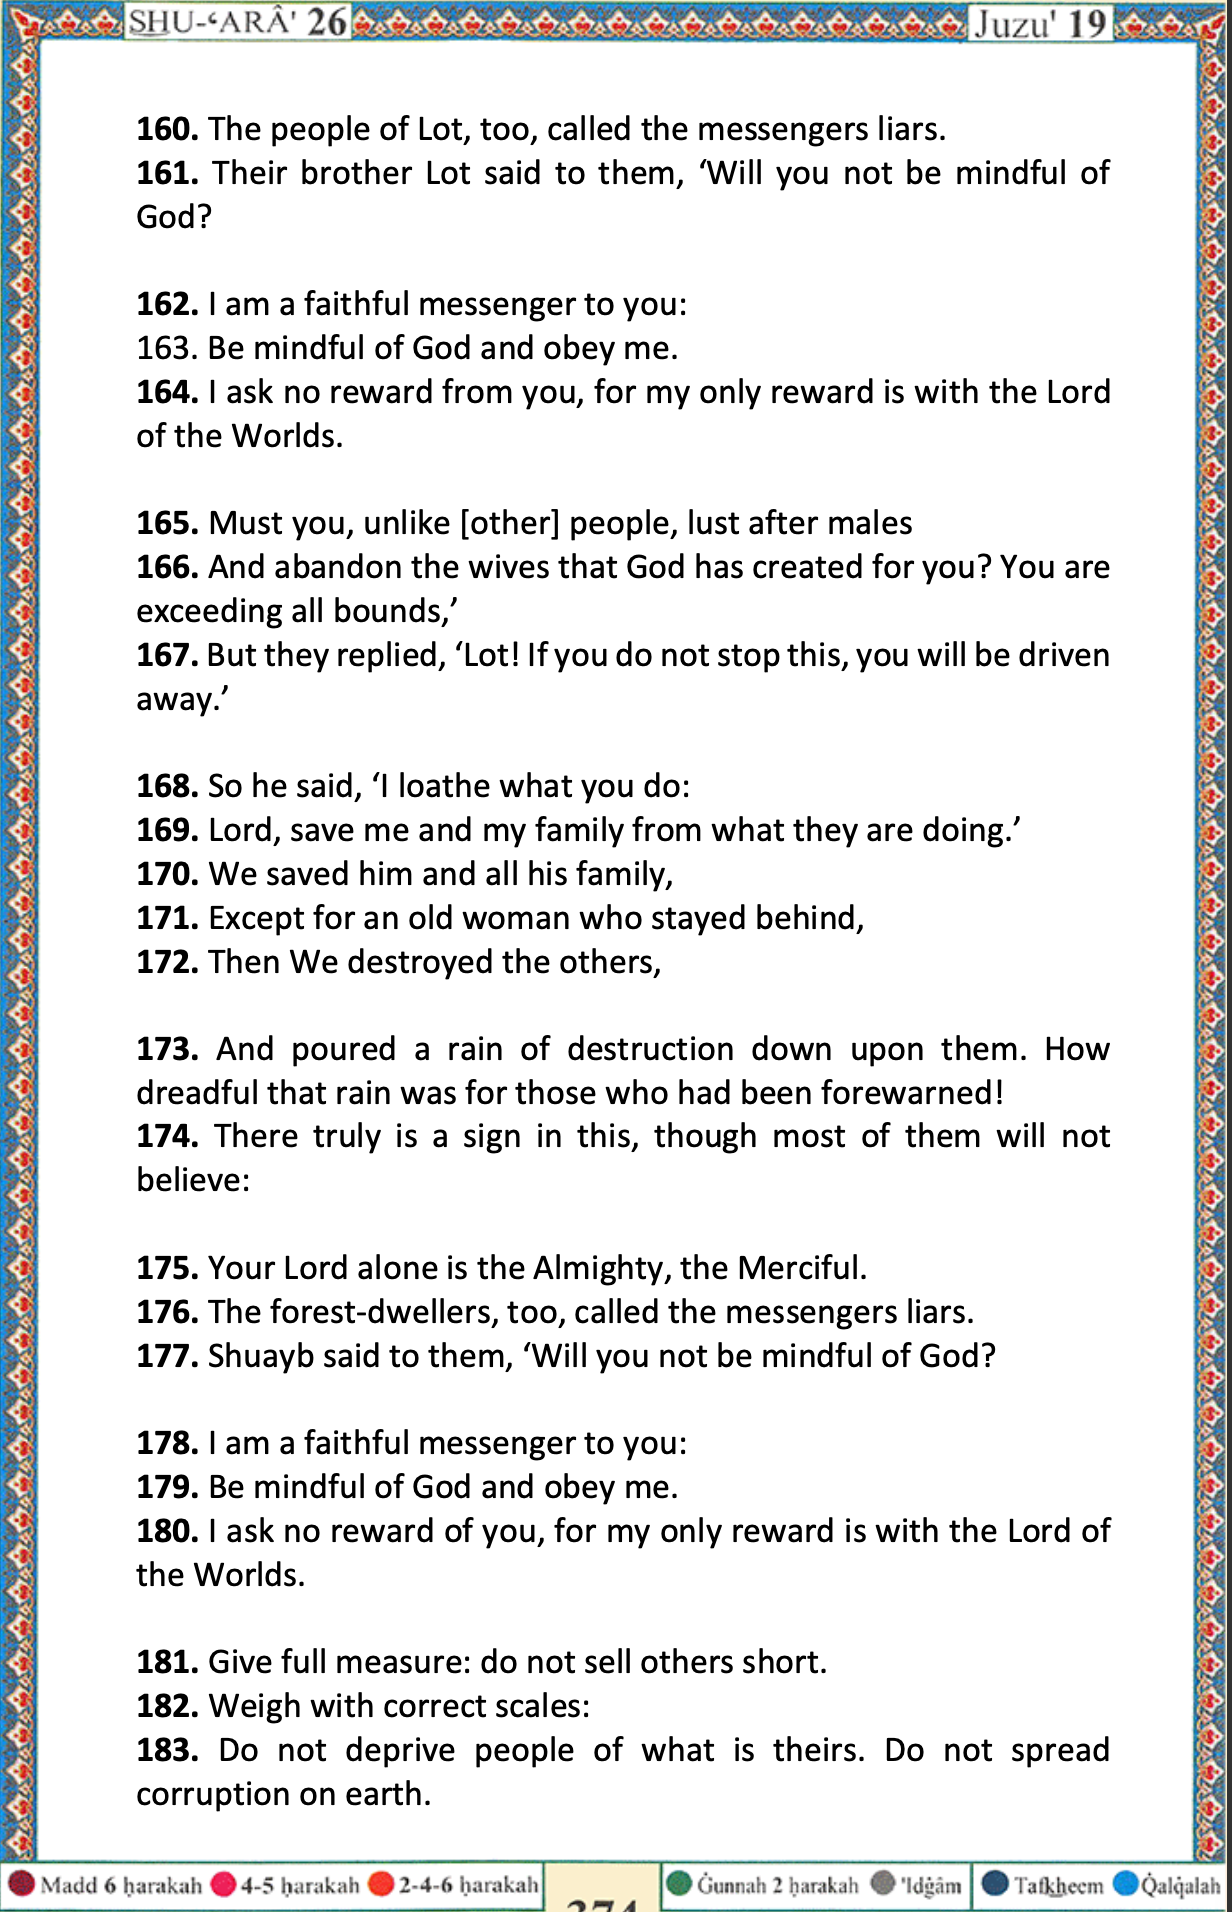 SHU-‘ARÂ' 26
Juzu' 19
160. The people of Lot, too, called the messengers liars.
161. Their brother Lot said to them, ‘Will you not be mindful of
God?
162. I am a faithful messenger to you:
163. Be mindful of God and obey me.
164. I ask no reward from you, for my only reward is with the Lord
of the Worlds.
165. Must you, unlike [other] people, lust after males
166. And abandon the wives that God has created for you? You are
exceeding all bounds,’
167. But they replied, ‘Lot! If you do not stop this, you will be driven
away.’
168. So he said, ‘I loathe what you do:
169. Lord, save me and my family from what they are doing.’
170. We saved him and all his family,
171. Except for an old woman who stayed behind,
172. Then We destroyed the others,
173. And poured a rain of destruction down upon them. How
dreadful that rain was for those who had been forewarned!
174. There truly is a sign in this, though most of them will not
believe:
175. Your Lord alone is the Almighty, the Merciful.
176. The forest-dwellers, too, called the messengers liars.
177. Shuayb said to them, ‘Will you not be mindful of God?
178. I am a faithful messenger to you:
179. Be mindful of God and obey me.
180. I ask no reward of you, for my only reward is with the Lord of
the Worlds.
181. Give full measure: do not sell others short.
182. Weigh with correct scales:
183. Do not deprive people of what is theirs. Do not spread
corruption on earth.
Madd 6 ḥarakah 4-5 ḥarakah 2-4-6 ḥarakah
374
Ġunnah 2 ḥarakah 'Idġâm
Tafkheem Q̇alq̇alah